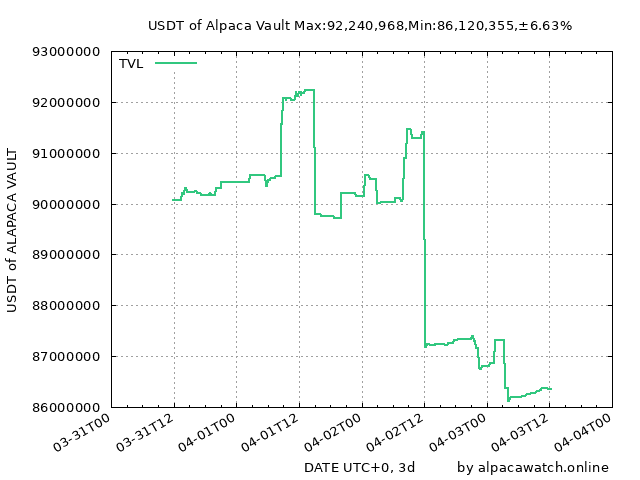 USDT of Alpaca Vault Max:92,240,968,Min:86,120,355,±6.63%
TVL
93000000
92000000
91000000
90000000
89000000
88000000
87000000
86000000
USDT of ALAPACA VAULT
03-31T00
03-31T12
04-01T00
04-01T12
04-02T00
04-02T12
04-03T00
04-03T12
04-04T00
DATE UTC+0, 3d
by alpacawatch.online